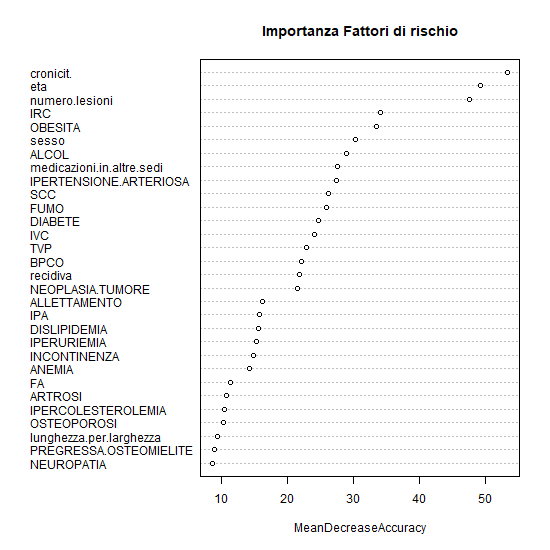 Importanza Fattori di rischio
cronicit.
eta
numero.lesioni
IRC
OBESITA
sesso
ALCOL
medicazioni.in.altre.sedi
IPERTENSIONE.ARTERIOSA
SCC
FUMO
DIABETE
IVC
TVP
BPCO
recidiva
NEOPLASIA.TUMORE
ALLETTAMENTO
IPA
DISLIPIDEMIA
IPERURIEMIA
INCONTINENZA
ANEMIA
FA
ARTROSI
IPERCOLESTEROLEMIA
OSTEOPOROSI
lunghezza.per.larghezza
PREGRESSA.OSTEOMIELITE
NEUROPATIA
10 20 30 40 50
MeanDecreaseAccuracy